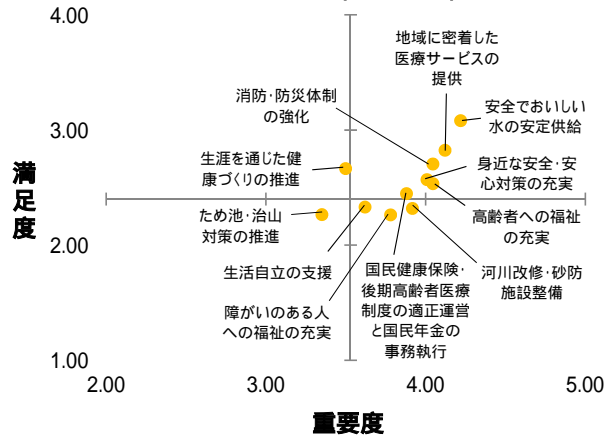 4.00
3.00
2.00
1.00
満足度
地域に密着した
医療サービスの
提供
消防・防災体制
の強化
安全でおいしい
水の安定供給
生涯を通じた健
康づくりの推進
身近な安全・安
心対策の充実
ため池・治山
対策の推進
高齢者への福祉
の充実
生活自立の支援
国民健康保険・
後期高齢者医療
制度の適正運営
と国民年金の
事務執行
河川改修・砂防
施設整備
障がいのある人
への福祉の充実
2.00
3.00
4.00
5.00
重要度